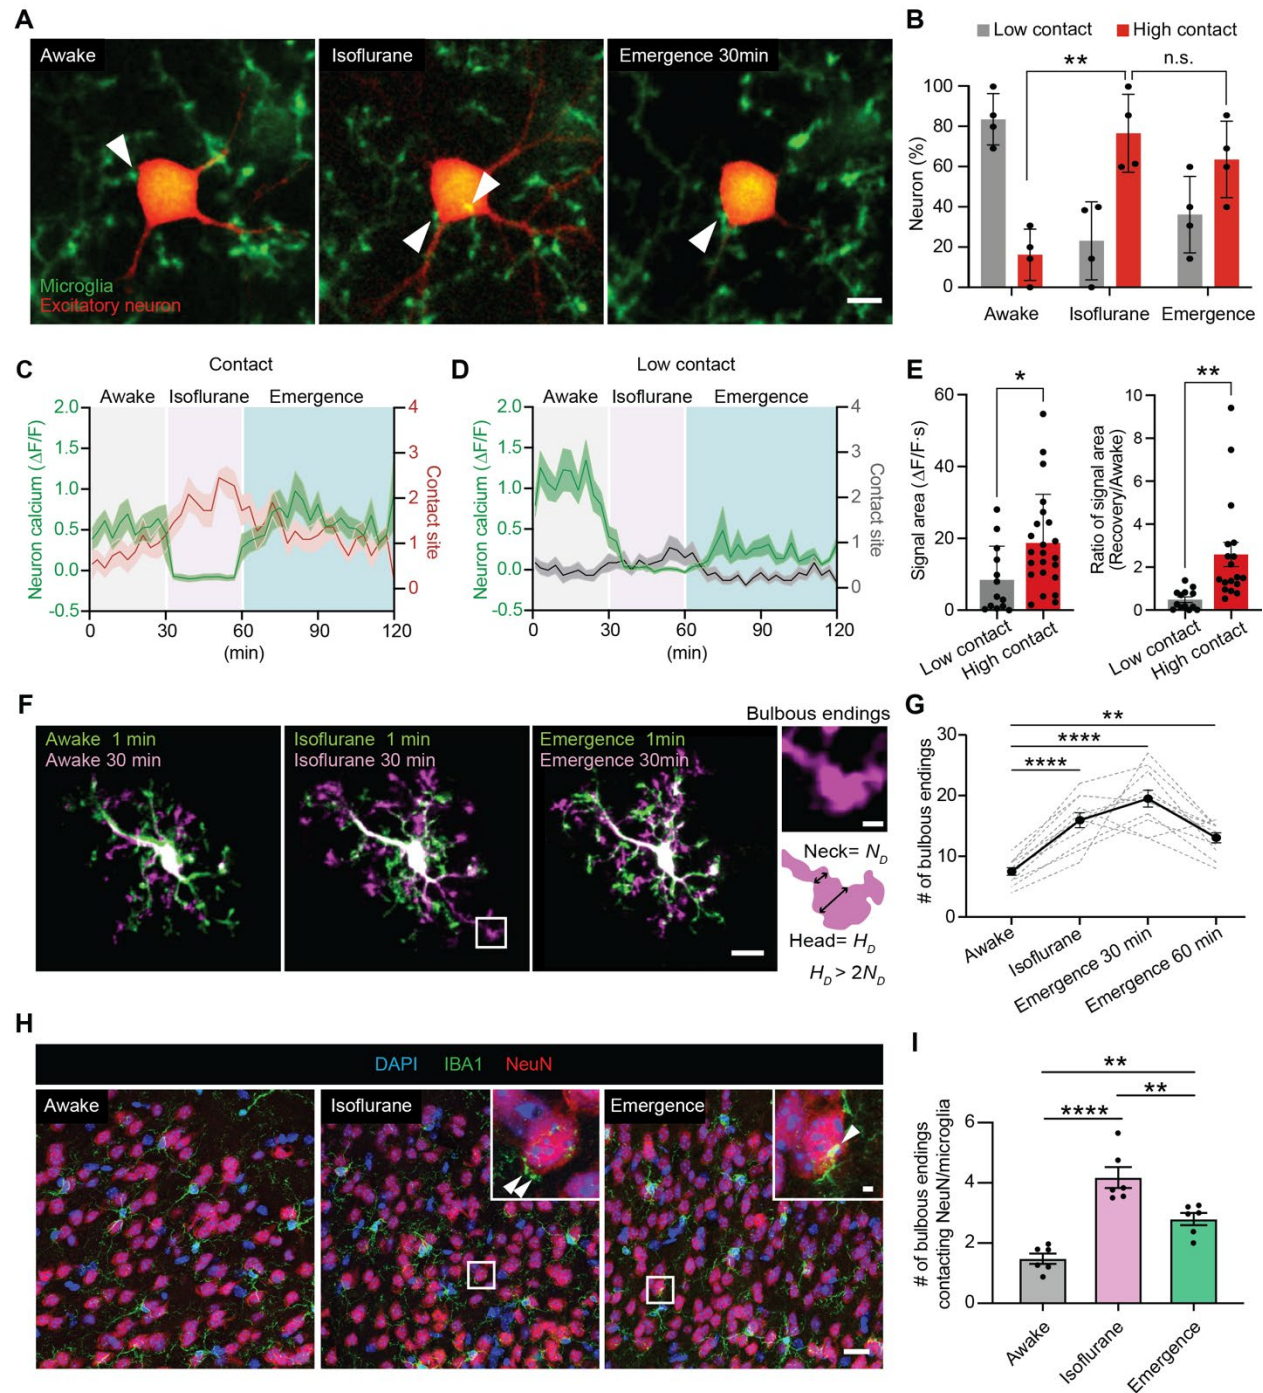 A
Awake
Isoflurane
Emergence 30min
Microglia
Excitatory neuron
B
Low contact
High contact
**
n.s.
Neuron (%)
100
80
60
40
20
0
Awake
Isoflurane
Emergence
C
Contact
Awake
Isoflurane
Emergence
Neuron calcium (ΔF/F)
2.0
1.5
1.0
0.5
0.0
-0.5
4
3
2
1
0
Contact site
0
30
60
90
120
(min)
D
Low contact
Awake
Isoflurane
Emergence
Neuron calcium (ΔF/F)
2.0
1.5
1.0
0.5
0.0
-0.5
4
3
2
1
0
Contact site
0
30
60
90
120
(min)
E
*
Signal area (ΔF/F·s)
60
40
20
0
Low contact
High contact
**
Ratio of signal area
(Recovery/Awake)
10
8
6
4
2
0
Low contact
High contact
F
Awake 1 min
Awake 30 min
Isoflurane 1 min
Isoflurane 30 min
Emergence 1min
Emergence 30min
Bulbous endings
Neck= N_D
Head= H_D
H_D > 2N_D
G
**
****
****
# of bulbous endings
30
20
10
0
Awake
Isoflurane
Emergence 30 min
Emergence 60 min
H
DAPI IBA1 NeuN
Awake
Isoflurane
Emergence
I
**
**
****
# of bulbous endings
contacting NeuN/microglia
6
4
2
0
Awake
Isoflurane
Emergence